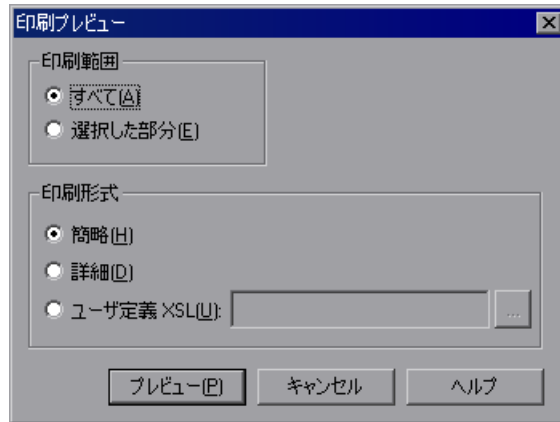 印刷プレビュー
印刷範囲
すべて(A)
選択した部分(E)
印刷形式
簡略(H)
詳細(D)
ユーザ定義 XSL(U):
...
プレビュー(P) キャンセル ヘルプ